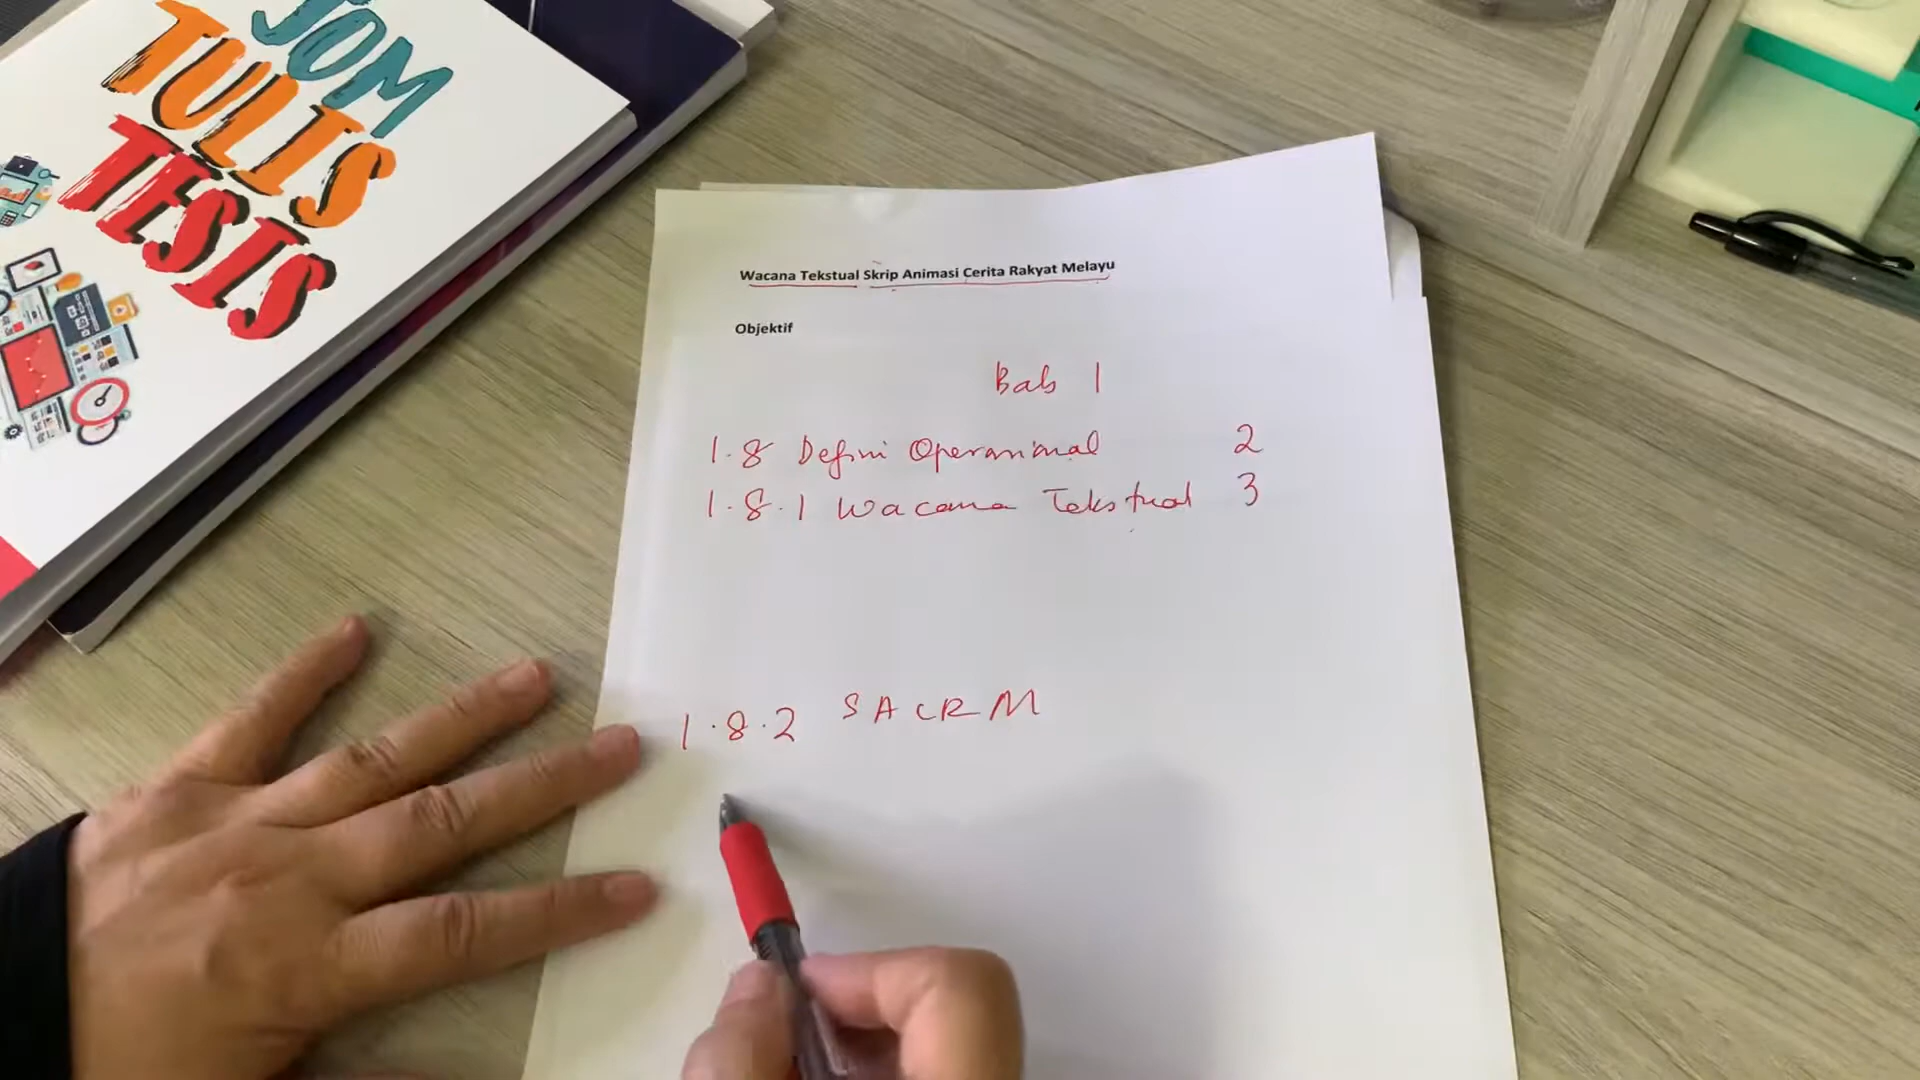 JOM
TULIS
TESIS
Wacana Tekstual Skrip Animasi Cerita Rakyat Melayu
Objektif
Bab 1
1.8 Defini Operasional 2
1.8.1 Wacana Tekstual 3
1.8.2 SACRM